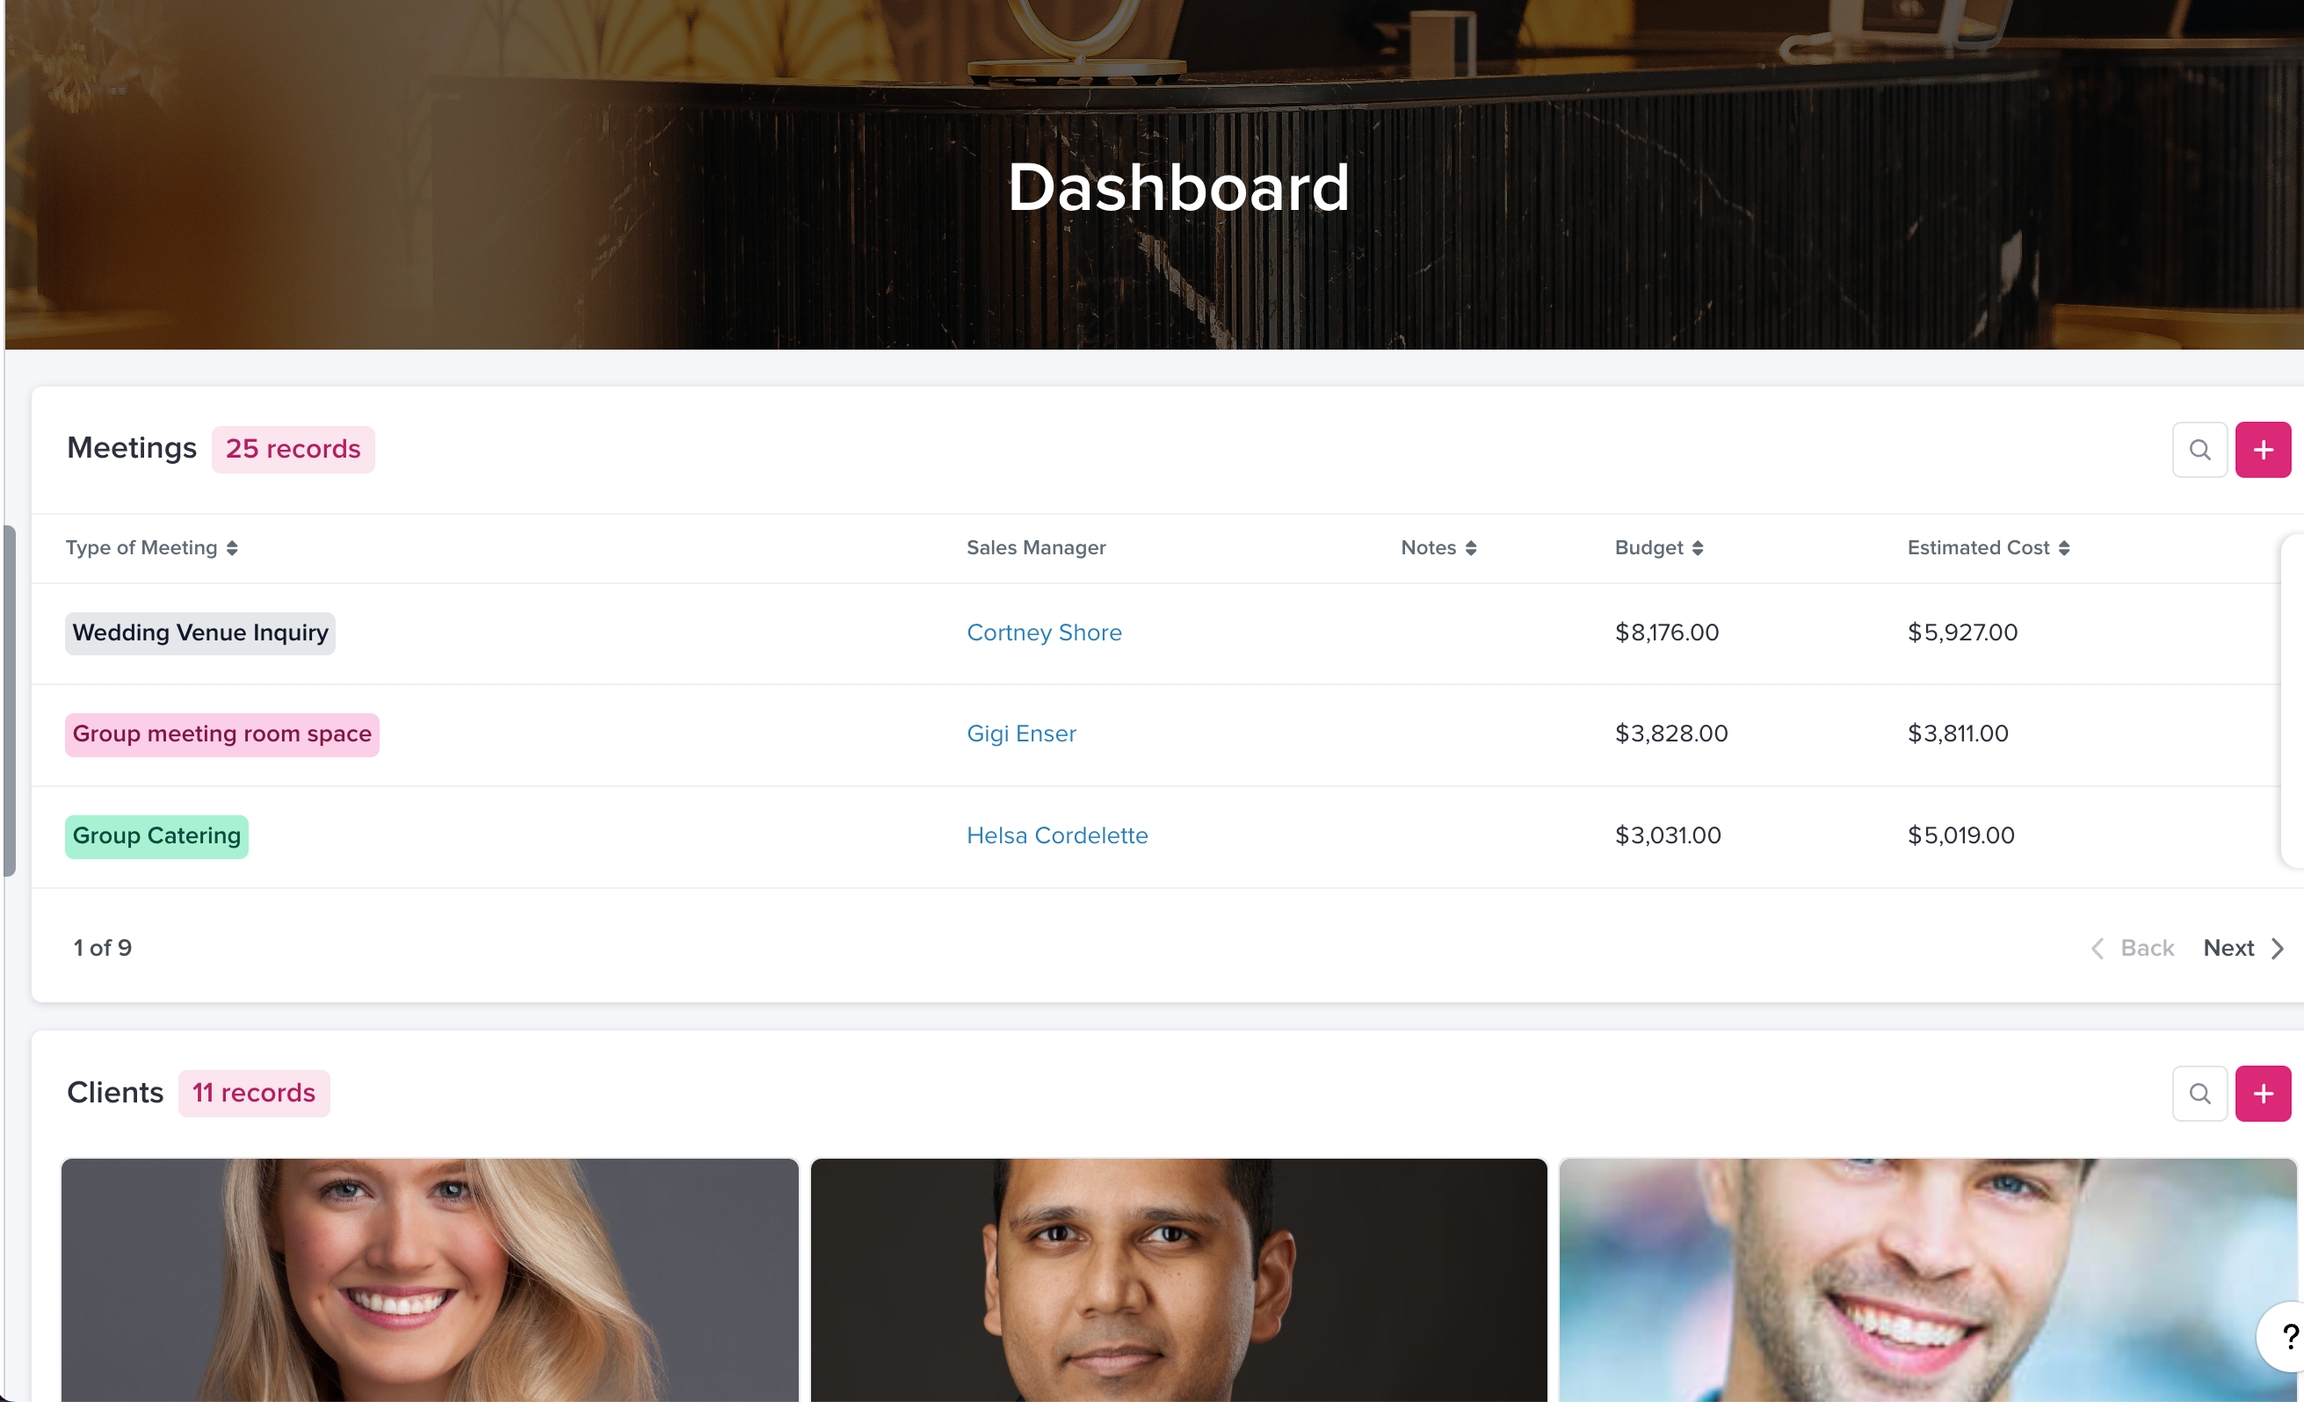 Dashboard
Meetings 25 records
Type of Meeting Sales Manager Notes Budget Estimated Cost
Wedding Venue Inquiry Cortney Shore $8,176.00 $5,927.00
Group meeting room space Gigi Enser $3,828.00 $3,811.00
Group Catering Helsa Cordelette $3,031.00 $5,019.00
1 of 9 Back Next
Clients 11 records
?